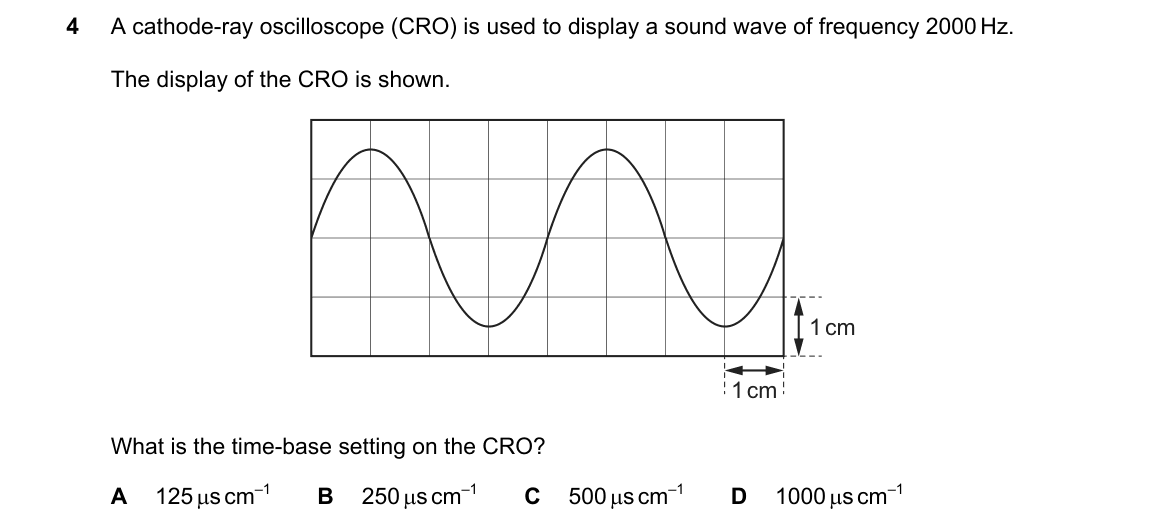 4 A cathode-ray oscilloscope (CRO) is used to display a sound wave of frequency 2000 Hz.
The display of the CRO is shown.
1 cm
1 cm
What is the time-base setting on the CRO?
A 125 μs cm⁻¹ B 250 μs cm⁻¹ C 500 μs cm⁻¹ D 1000 μs cm⁻¹